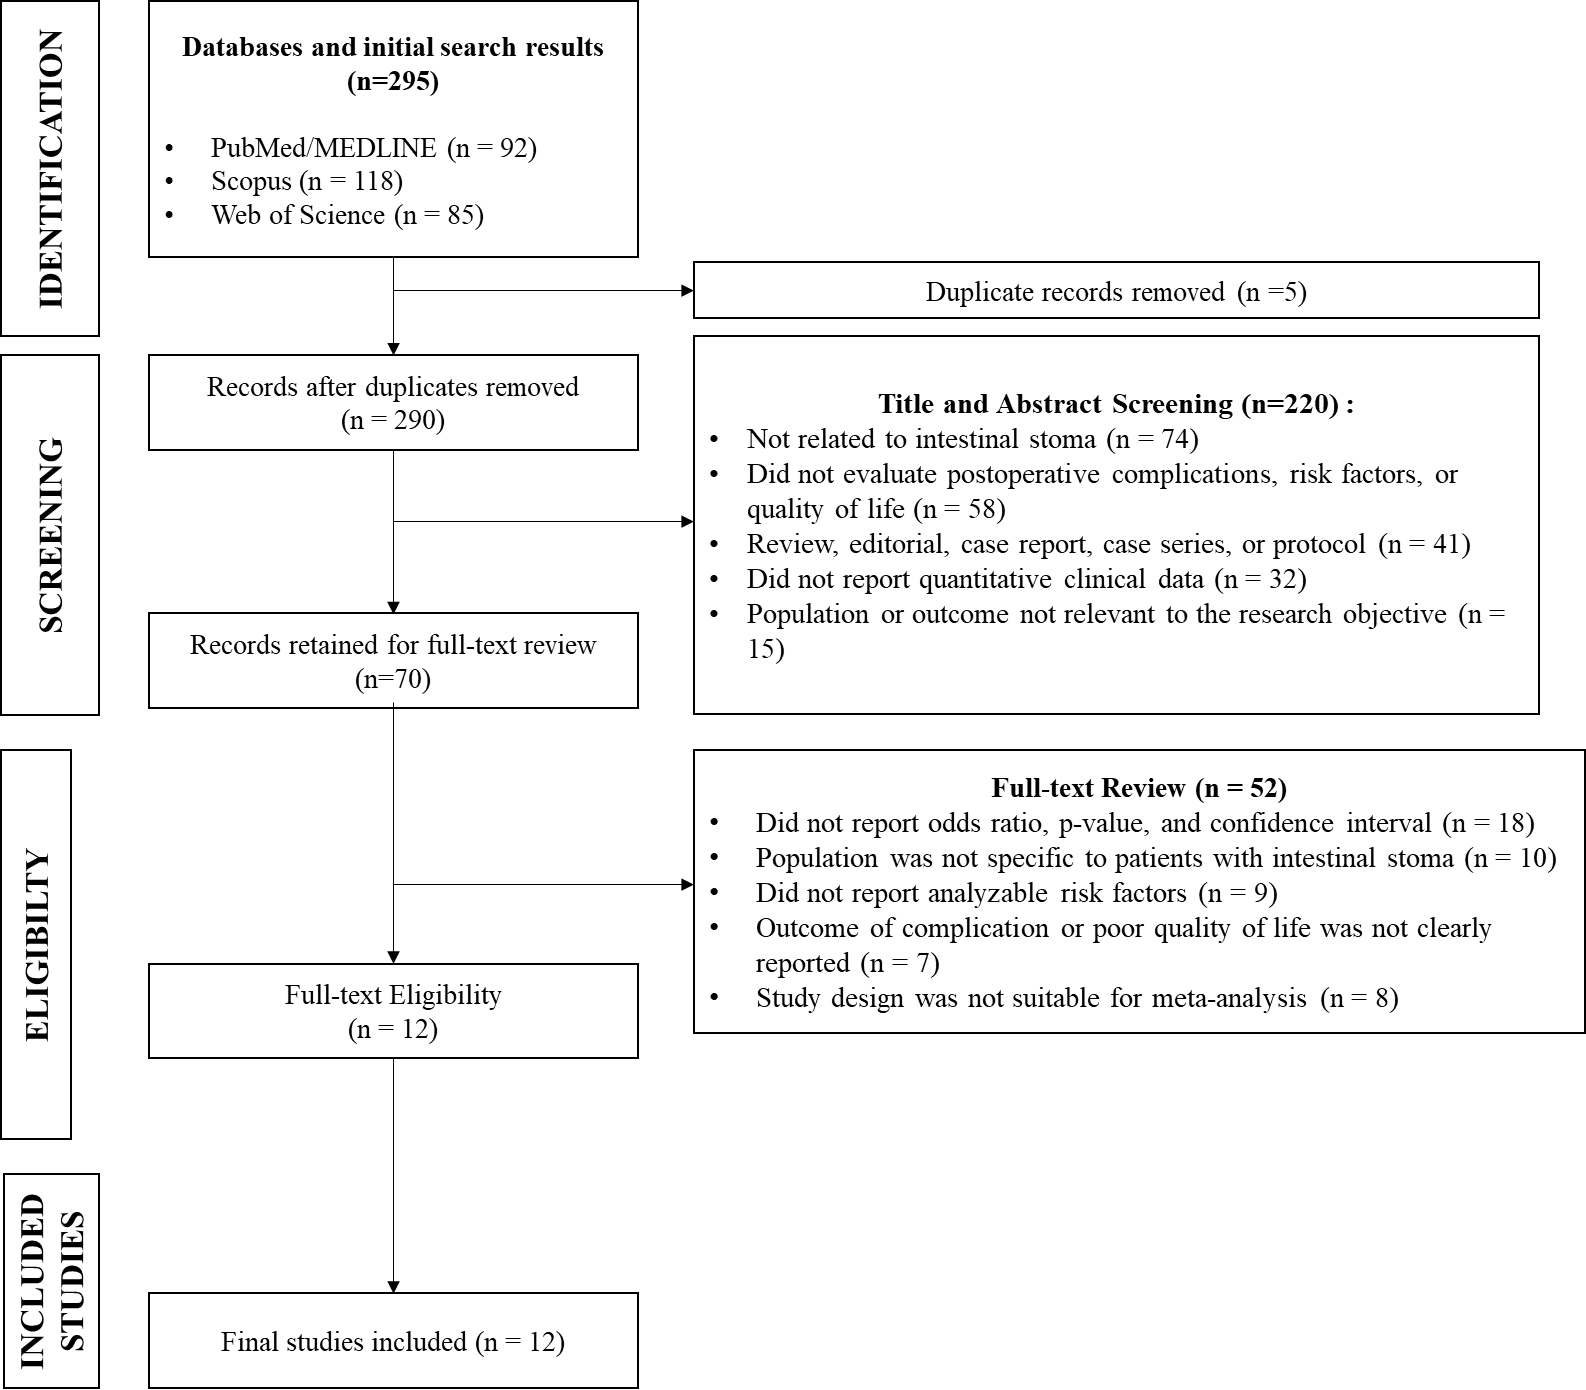 IDENTIFICATION
Databases and initial search results
(n=295)
• PubMed/MEDLINE (n = 92)
• Scopus (n = 118)
• Web of Science (n = 85)
Duplicate records removed (n =5)
SCREENING
Records after duplicates removed
(n = 290)
Title and Abstract Screening (n=220) :
• Not related to intestinal stoma (n = 74)
• Did not evaluate postoperative complications, risk factors, or
quality of life (n = 58)
• Review, editorial, case report, case series, or protocol (n = 41)
• Did not report quantitative clinical data (n = 32)
• Population or outcome not relevant to the research objective (n =
15)
Records retained for full-text review
(n=70)
ELIGIBILTY
Full-text Review (n = 52)
• Did not report odds ratio, p-value, and confidence interval (n = 18)
• Population was not specific to patients with intestinal stoma (n = 10)
• Did not report analyzable risk factors (n = 9)
• Outcome of complication or poor quality of life was not clearly
reported (n = 7)
• Study design was not suitable for meta-analysis (n = 8)
Full-text Eligibility
(n = 12)
INCLUDED
STUDIES
Final studies included (n = 12)